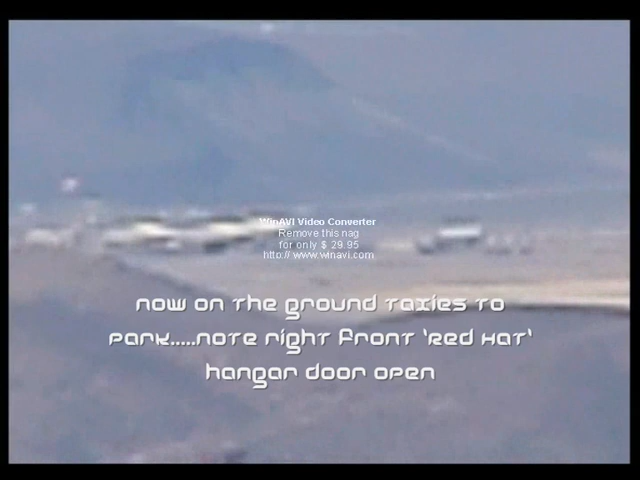 WinAVI Video Converter
Remove this nag
for only $ 29.95
http://www.winavi.com
now on the ground taxies to
park.....note right front 'red hat'
hangar door open